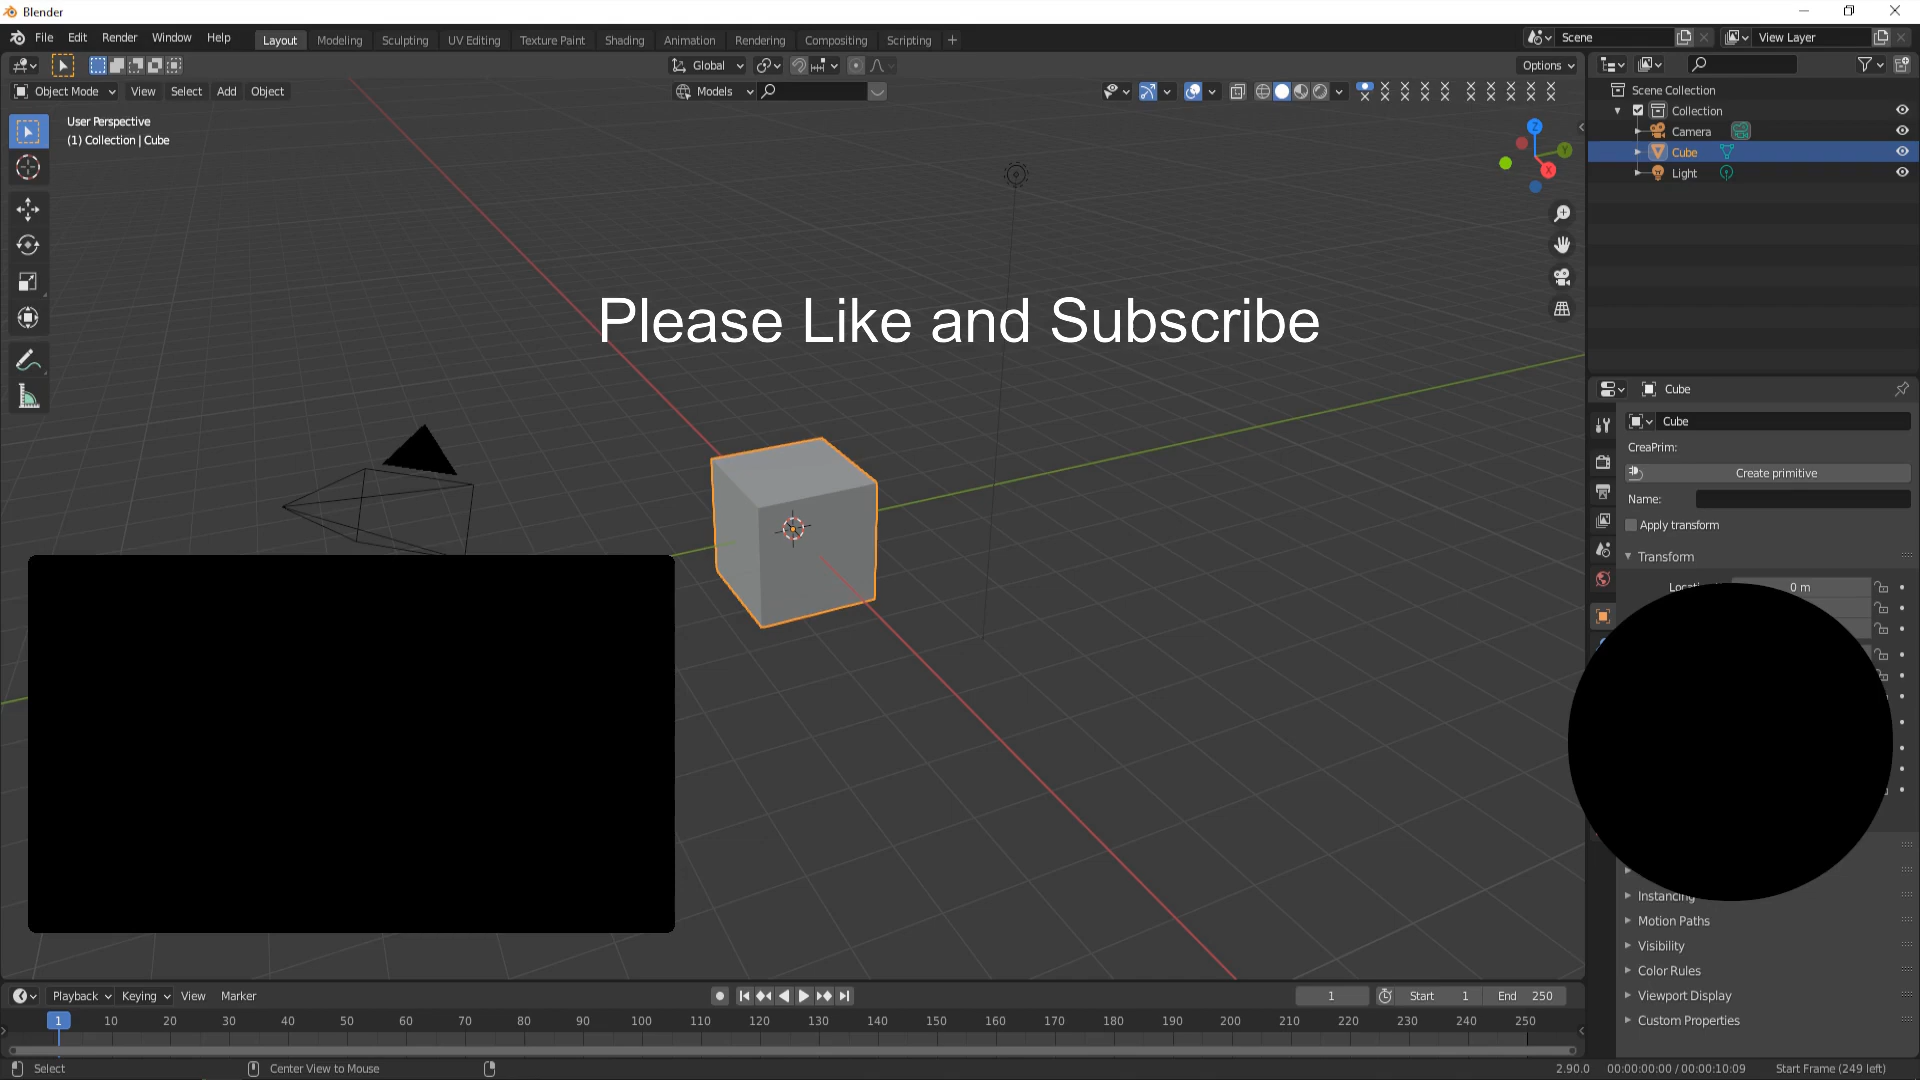 Blender
File Edit Render Window Help Layout Modeling Sculpting UV Editing Texture Paint Shading Animation Rendering Compositing Scripting + Scene View Layer
Global Options
Object Mode View Select Add Object Models
User Perspective
(1) Collection | Cube
Z
Y
X
Scene Collection
Collection
Camera
Cube
Light
Please Like and Subscribe
Cube
Cube
CreaPrim:
Create primitive
Name:
Apply transform
Transform
0 m
Instancing
Motion Paths
Visibility
Color Rules
Viewport Display
Custom Properties
Playback Keying View Marker 1 Start 1 End 250
1 10 20 30 40 50 60 70 80 90 100 110 120 130 140 150 160 170 180 190 200 210 220 230 240 250
Select Center View to Mouse 2.90.0 00:00:00:00 / 00:00:10:09 Start Frame (249 left)